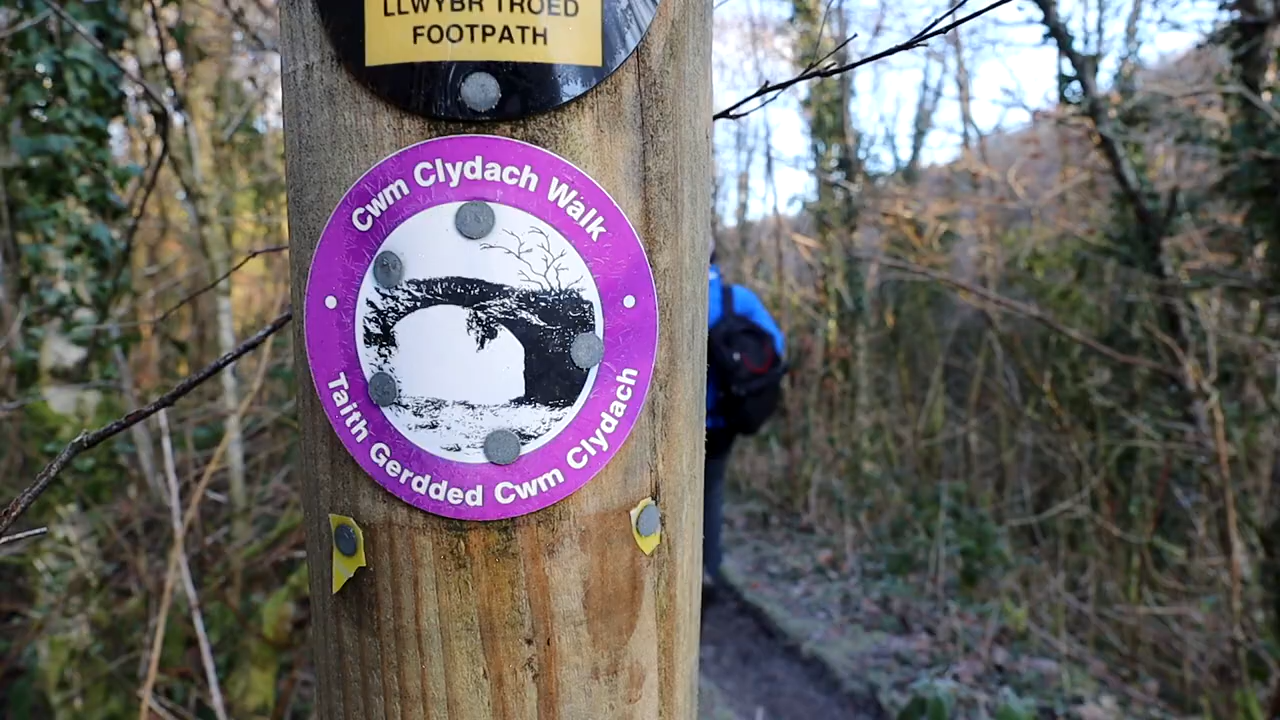 LLWYBR TROED
FOOTPATH
Cwm Clydach Walk
Taith Gerdded Cwm Clydach